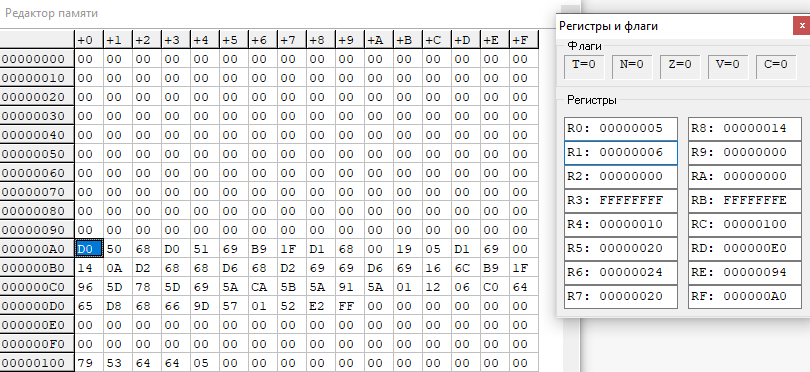 Редактор памяти
+0 +1 +2 +3 +4 +5 +6 +7 +8 +9 +A +B +C +D +E +F
00000000 00 00 00 00 00 00 00 00 00 00 00 00 00 00 00 00
00000010 00 00 00 00 00 00 00 00 00 00 00 00 00 00 00 00
00000020 00 00 00 00 00 00 00 00 00 00 00 00 00 00 00 00
00000030 00 00 00 00 00 00 00 00 00 00 00 00 00 00 00 00
00000040 00 00 00 00 00 00 00 00 00 00 00 00 00 00 00 00
00000050 00 00 00 00 00 00 00 00 00 00 00 00 00 00 00 00
00000060 00 00 00 00 00 00 00 00 00 00 00 00 00 00 00 00
00000070 00 00 00 00 00 00 00 00 00 00 00 00 00 00 00 00
00000080 00 00 00 00 00 00 00 00 00 00 00 00 00 00 00 00
00000090 00 00 00 00 00 00 00 00 00 00 00 00 00 00 00 00
000000A0 D0 50 68 D0 51 69 B9 1F D1 68 00 19 05 D1 69 00
000000B0 14 0A D2 68 68 D6 68 D2 69 69 D6 69 16 6C B9 1F
000000C0 96 5D 78 5D 69 5A CA 5B 5A 91 5A 01 12 06 C0 64
000000D0 65 D8 68 66 9D 57 01 52 E2 FF 00 00 00 00 00 00
000000E0 00 00 00 00 00 00 00 00 00 00 00 00 00 00 00 00
000000F0 00 00 00 00 00 00 00 00 00 00 00 00 00 00 00 00
00000100 79 53 64 64 05 00 00 00 00 00 00 00 00 00 00 00
Регистры и флаги
x
Флаги
T=0 N=0 Z=0 V=0 C=0
Регистры
R0: 00000005 R8: 00000014
R1: 00000006 R9: 00000000
R2: 00000000 RA: 00000000
R3: FFFFFFFF RB: FFFFFFFE
R4: 00000010 RC: 00000100
R5: 00000020 RD: 000000E0
R6: 00000024 RE: 00000094
R7: 00000020 RF: 000000A0